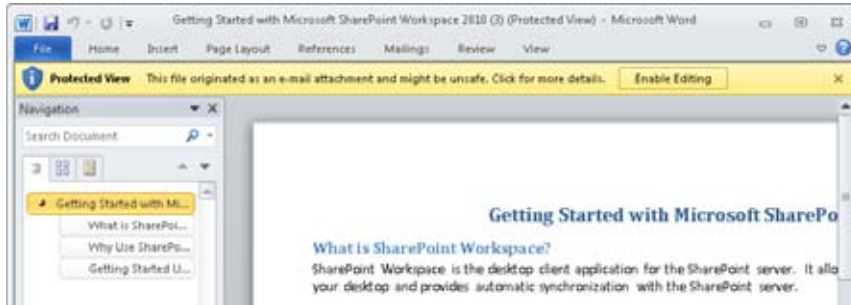 Getting Started with Microsoft SharePoint Workspace 2010 (3) (Protected View) - Microsoft Word
File Home Insert Page Layout References Mailings Review View
Protected View This file originated as an e-mail attachment and might be unsafe. Click for more details. Enable Editing
Navigation
Search Document
Getting Started with Mi...
What is SharePoi...
Why Use SharePo...
Getting Started U...
Getting Started with Microsoft SharePo
What is SharePoint Workspace?
SharePoint Workspace is the desktop client application for the SharePoint server. It allo
your desktop and provides automatic synchronization with the SharePoint server.